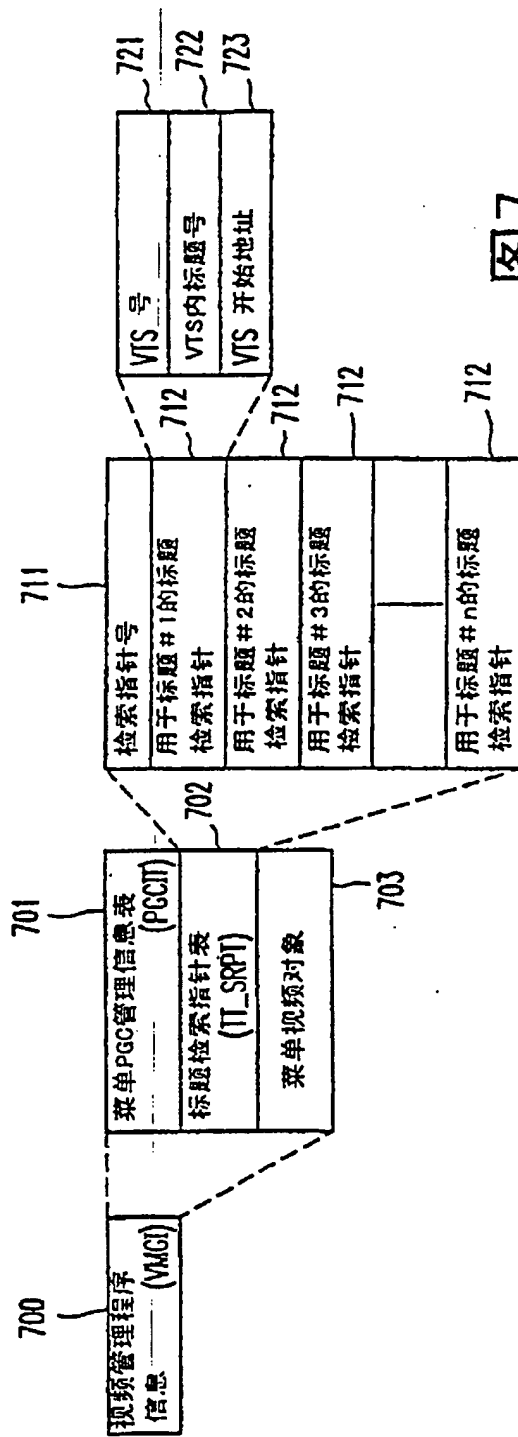 700
视频管理程序
信息 (VMGI)
701
菜单PGC管理信息表
(PGCIT)
702
标题检索指针表
(TT_SRPT)
菜单视频对象
703
711
检索指针号
用于标题#1的标题
检索指针
712
用于标题#2的标题
检索指针
712
用于标题#3的标题
检索指针
712
用于标题#n的标题
检索指针
712
VTS 号
721
VTS内标题号
722
VTS 开始地址
723
图7